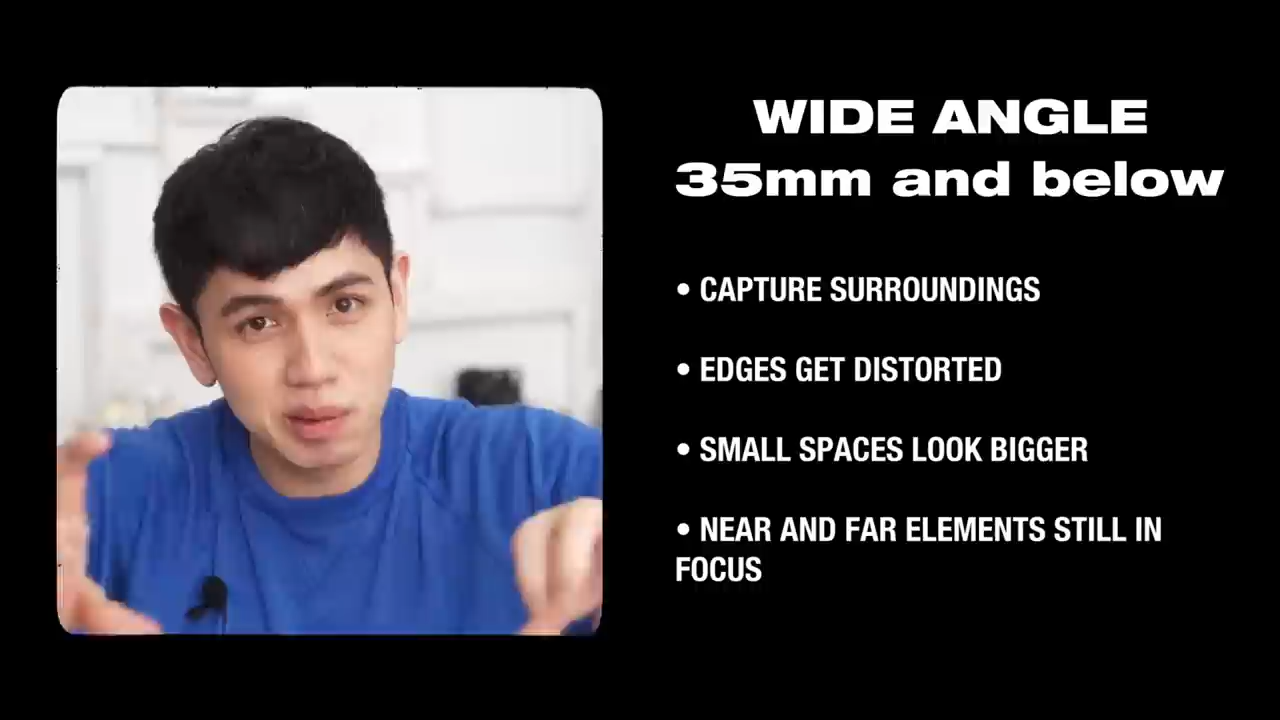 WIDE ANGLE
35mm and below
• CAPTURE SURROUNDINGS
• EDGES GET DISTORTED
• SMALL SPACES LOOK BIGGER
• NEAR AND FAR ELEMENTS STILL IN
FOCUS